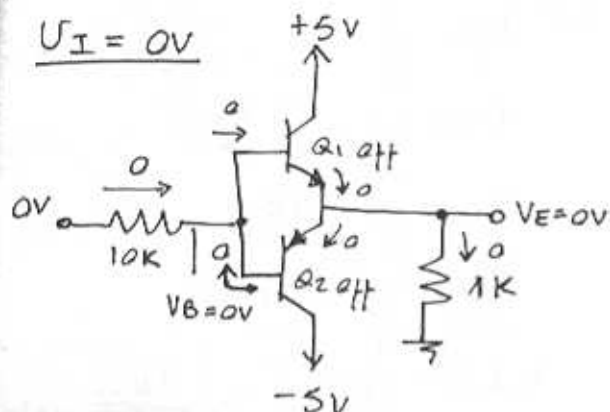 UI = 0V
+5V
0
Q1 off
0
0
0V
VE=0V
0
0
0
10K
1K
VB=0V
Q2 off
-5V